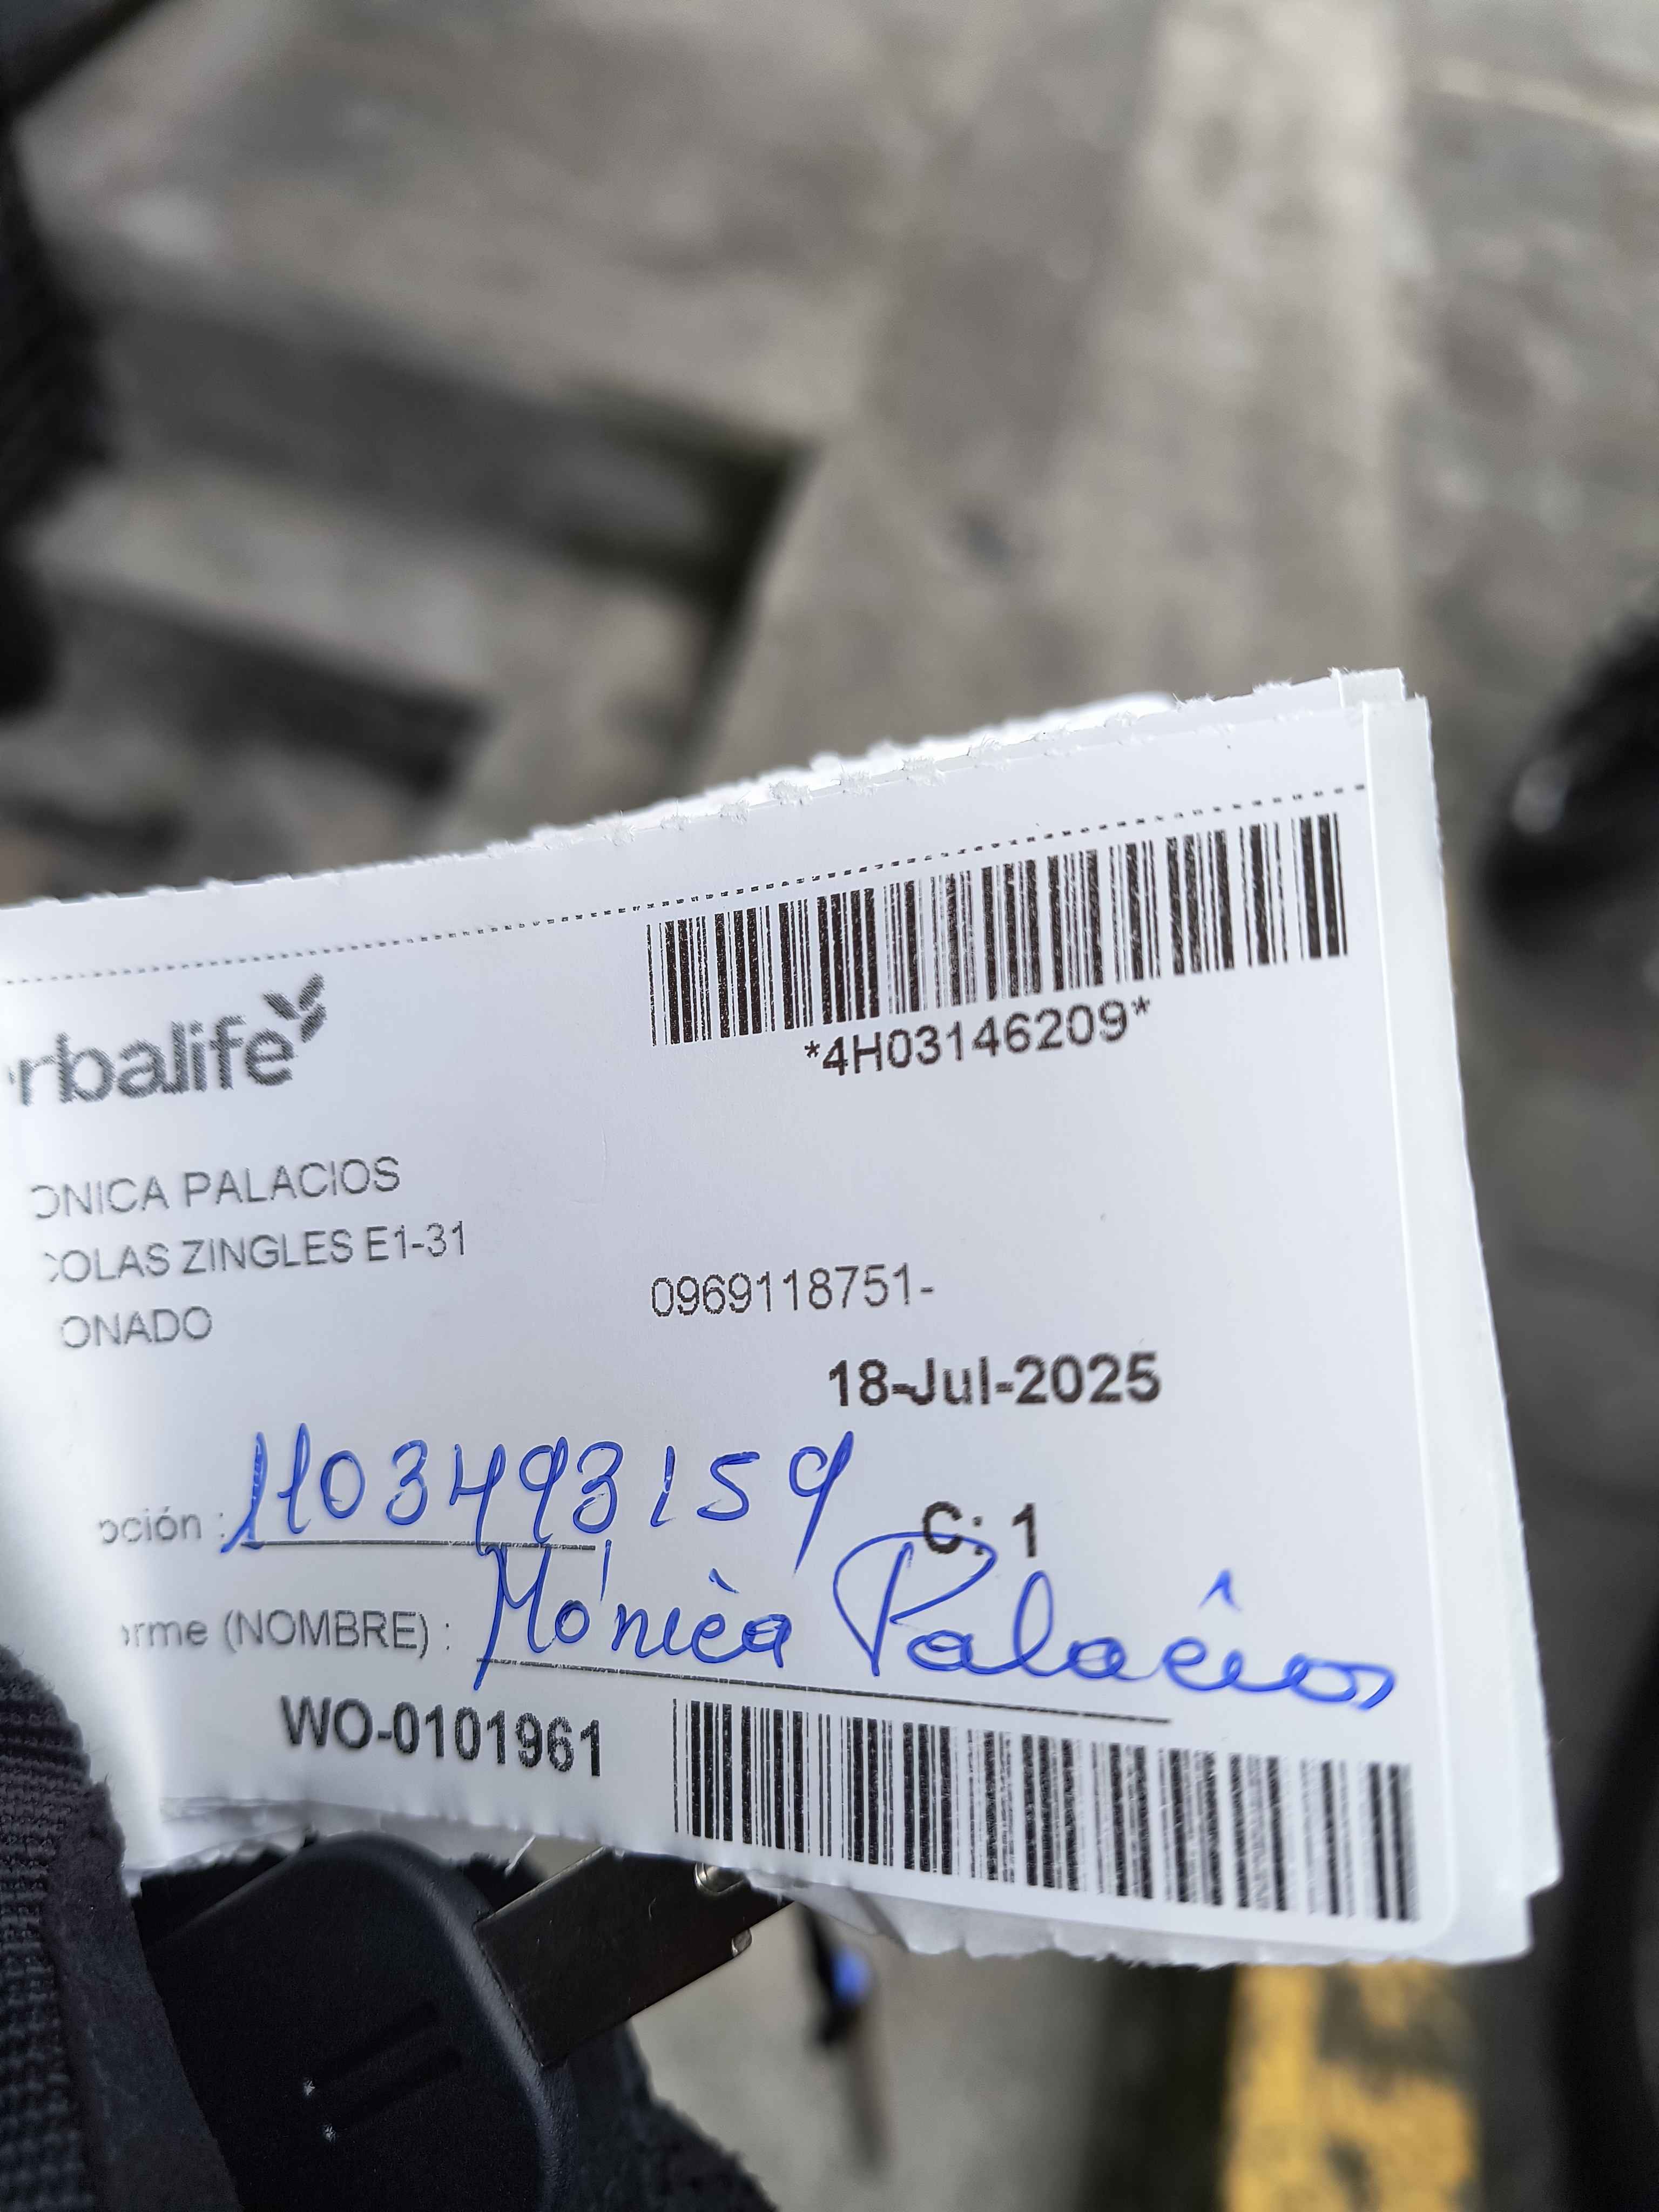 rbalife
*4H03146209*
ONICA PALACIOS
COLAS ZINGLES E1-31
ONADO
0969118751-
18-Jul-2025
pción : 1103493159
C: 1
rme (NOMBRE) : Mónica Palacios
WO-0101961